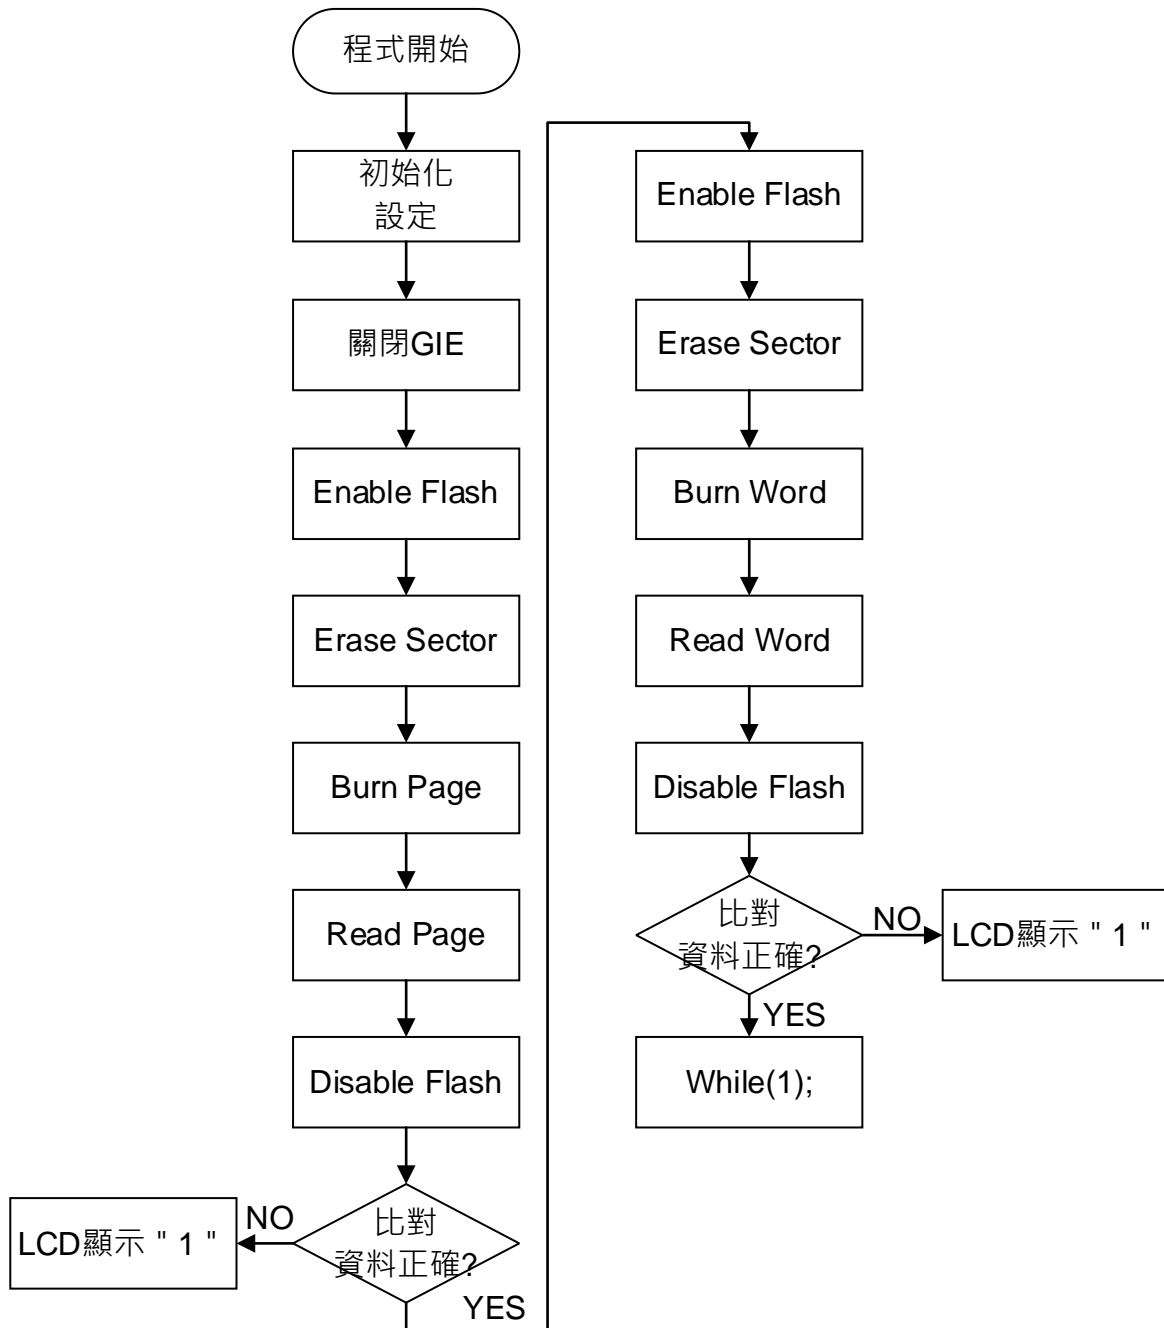 程式開始
初始化
設定
關閉GIE
Enable Flash
Erase Sector
Burn Page
Read Page
Disable Flash
比對
資料正確?
NO
LCD顯示 " 1 "
YES
Enable Flash
Erase Sector
Burn Word
Read Word
Disable Flash
比對
資料正確?
NO
LCD顯示 " 1 "
YES
While(1);